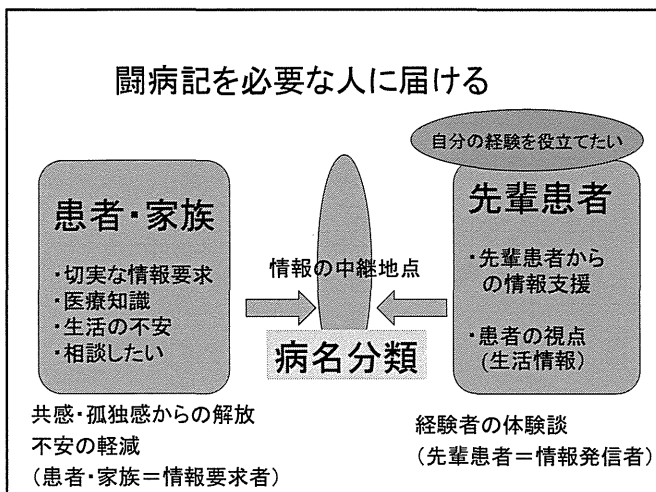 闘病記を必要な人に届ける
患者・家族
・切実な情報要求
・医療知識
・生活の不安
・相談したい
共感・孤独感からの解放
不安の軽減
(患者・家族＝情報要求者)
情報の中継地点
病名分類
自分の経験を役立てたい
先輩患者
・先輩患者から
の情報支援
・患者の視点
(生活情報)
経験者の体験談
(先輩患者＝情報発信者)